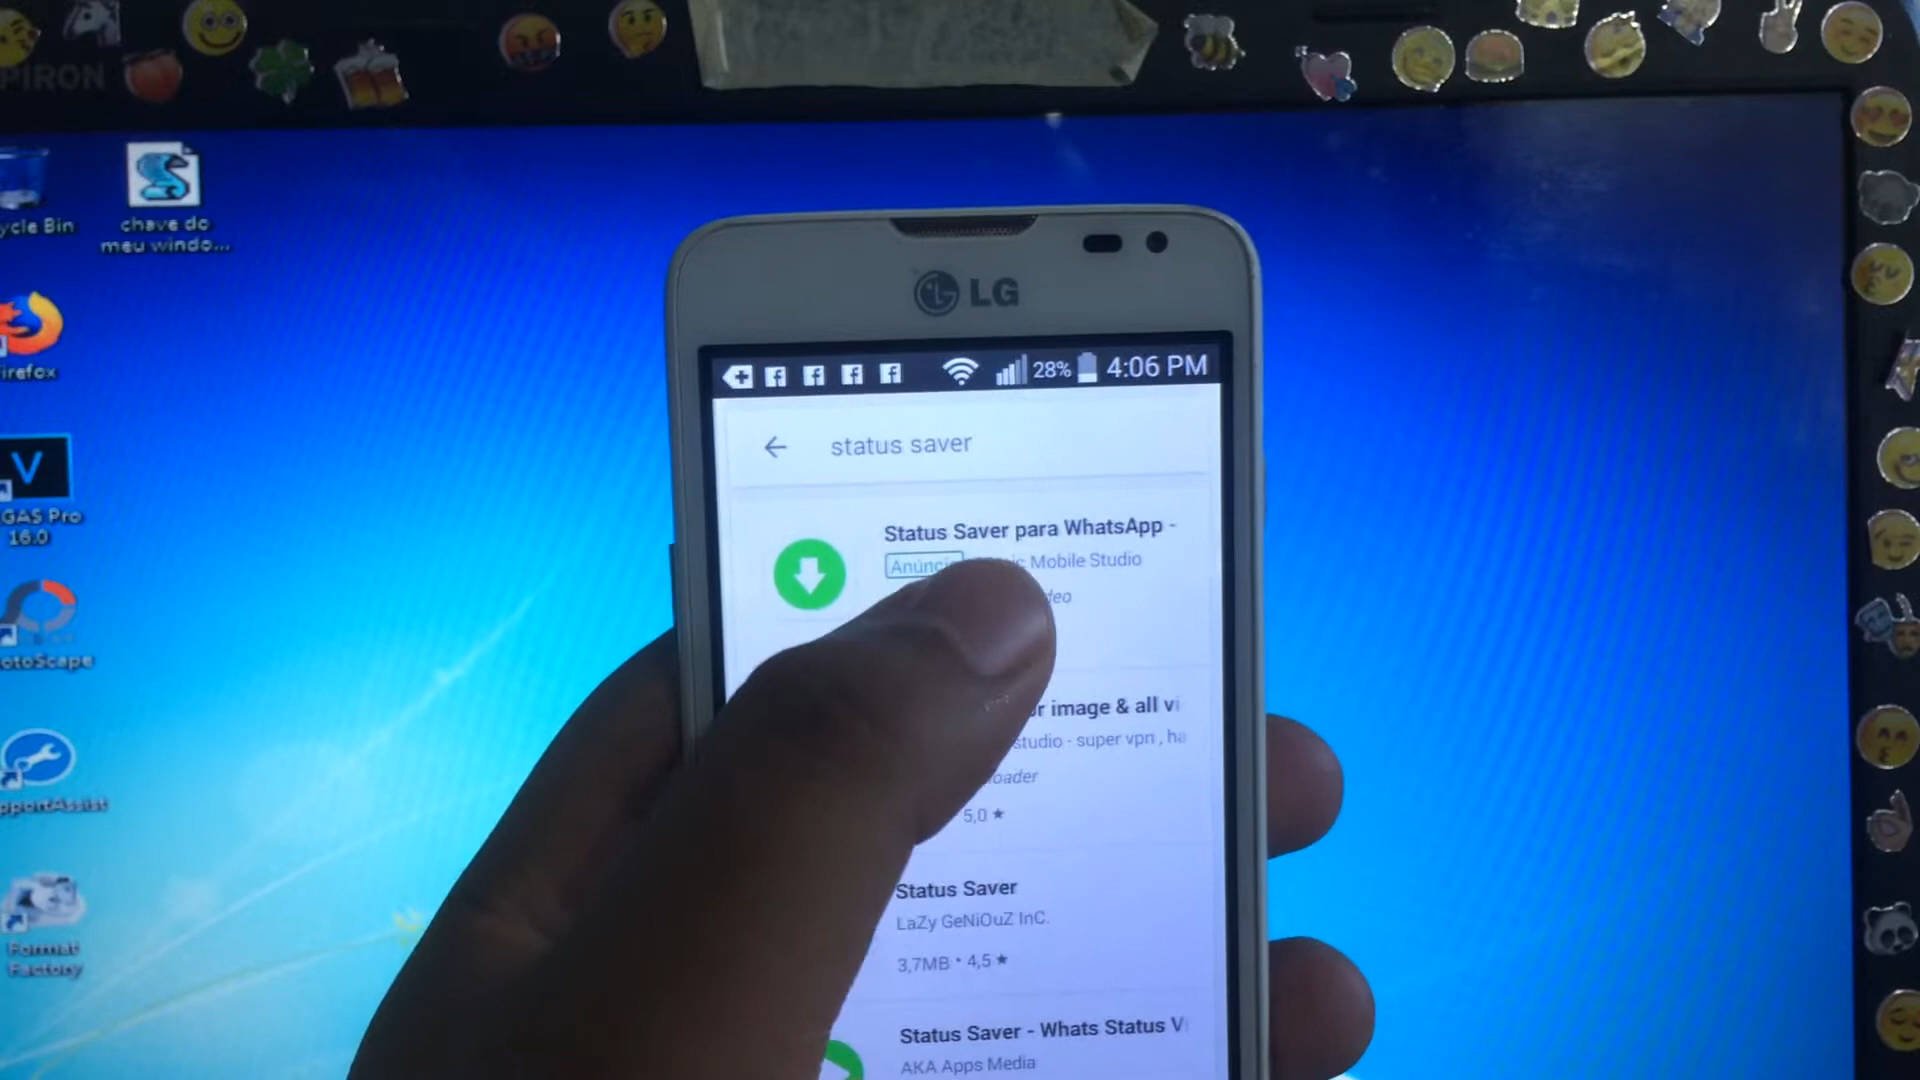 PIRON
ycle Bin
chave do
meu windo...
irefox
V
GAS Pro
16.0
otoScape
pportAssist
Format
Factory
LG
28% 4:06 PM
status saver
Status Saver para WhatsApp -
Anúncio Mobile Studio
deo
or image & all vi
studio - super vpn , ha
oader
5,0 ★
Status Saver
LaZy GeNiOuZ InC.
3,7MB • 4,5 ★
Status Saver - Whats Status V
AKA Apps Media